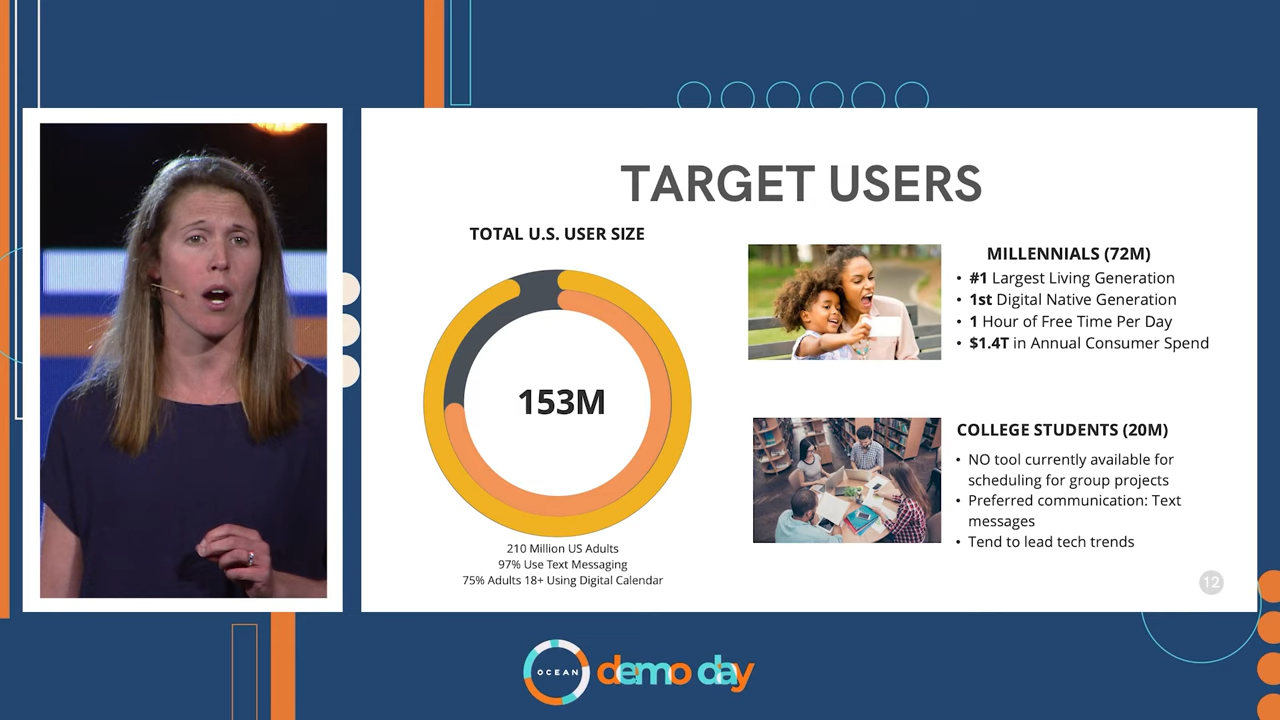 TARGET USERS
TOTAL U.S. USER SIZE
153M
210 Million US Adults
97% Use Text Messaging
75% Adults 18+ Using Digital Calendar
MILLENNIALS (72M)
• #1 Largest Living Generation
• 1st Digital Native Generation
• 1 Hour of Free Time Per Day
• $1.4T in Annual Consumer Spend
COLLEGE STUDENTS (20M)
• NO tool currently available for
scheduling for group projects
• Preferred communication: Text
messages
• Tend to lead tech trends
12
OCEAN demo day